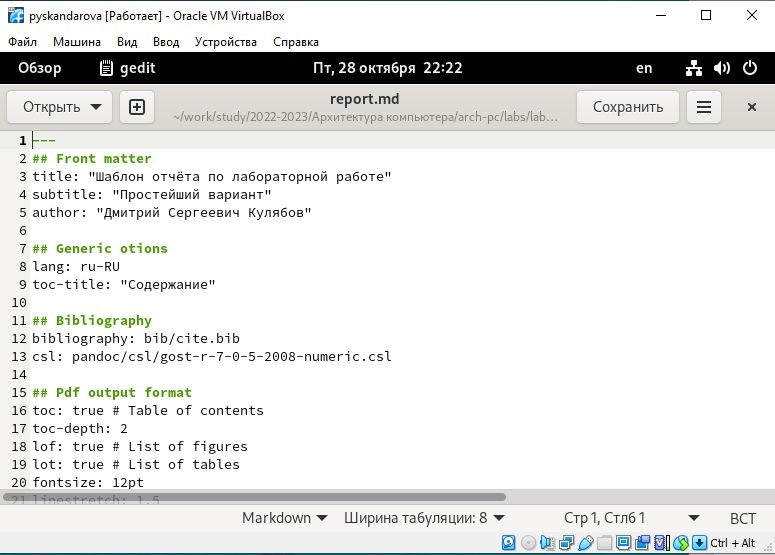 pyskandarova [Работает] - Oracle VM VirtualBox
Файл Машина Вид Ввод Устройства Справка
Обзор gedit Пт, 28 октября 22:22 en
Открыть report.md Сохранить
~/work/study/2022-2023/Архитектура компьютера/arch-pc/labs/lab…
1 ---
2 ## Front matter
3 title: "Шаблон отчёта по лабораторной работе"
4 subtitle: "Простейший вариант"
5 author: "Дмитрий Сергеевич Кулябов"
6
7 ## Generic otions
8 lang: ru-RU
9 toc-title: "Содержание"
10
11 ## Bibliography
12 bibliography: bib/cite.bib
13 csl: pandoc/csl/gost-r-7-0-5-2008-numeric.csl
14
15 ## Pdf output format
16 toc: true # Table of contents
17 toc-depth: 2
18 lof: true # List of figures
19 lot: true # List of tables
20 fontsize: 12pt
21 linestretch: 1.5
Markdown Ширина табуляции: 8 Стр 1, Стлб 1 ВСТ
Ctrl + Alt